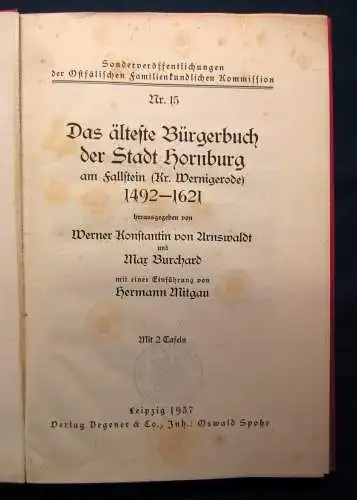 Sonderveröffentlichungen
der Ostfälischen Familienkundlichen Kommission
Nr. 15
Das älteste Bürgerbuch
der Stadt Hornburg
am Fallstein (Kr. Wernigerode)
1492–1621
herausgegeben von
Werner Konstantin von Arnswaldt
und
Max Burchard
mit einer Einführung von
Hermann Mitgau
Mit 2 Tafeln
Leipzig 1937
Verlag Degener & Co., Inh.: Oswald Spohr